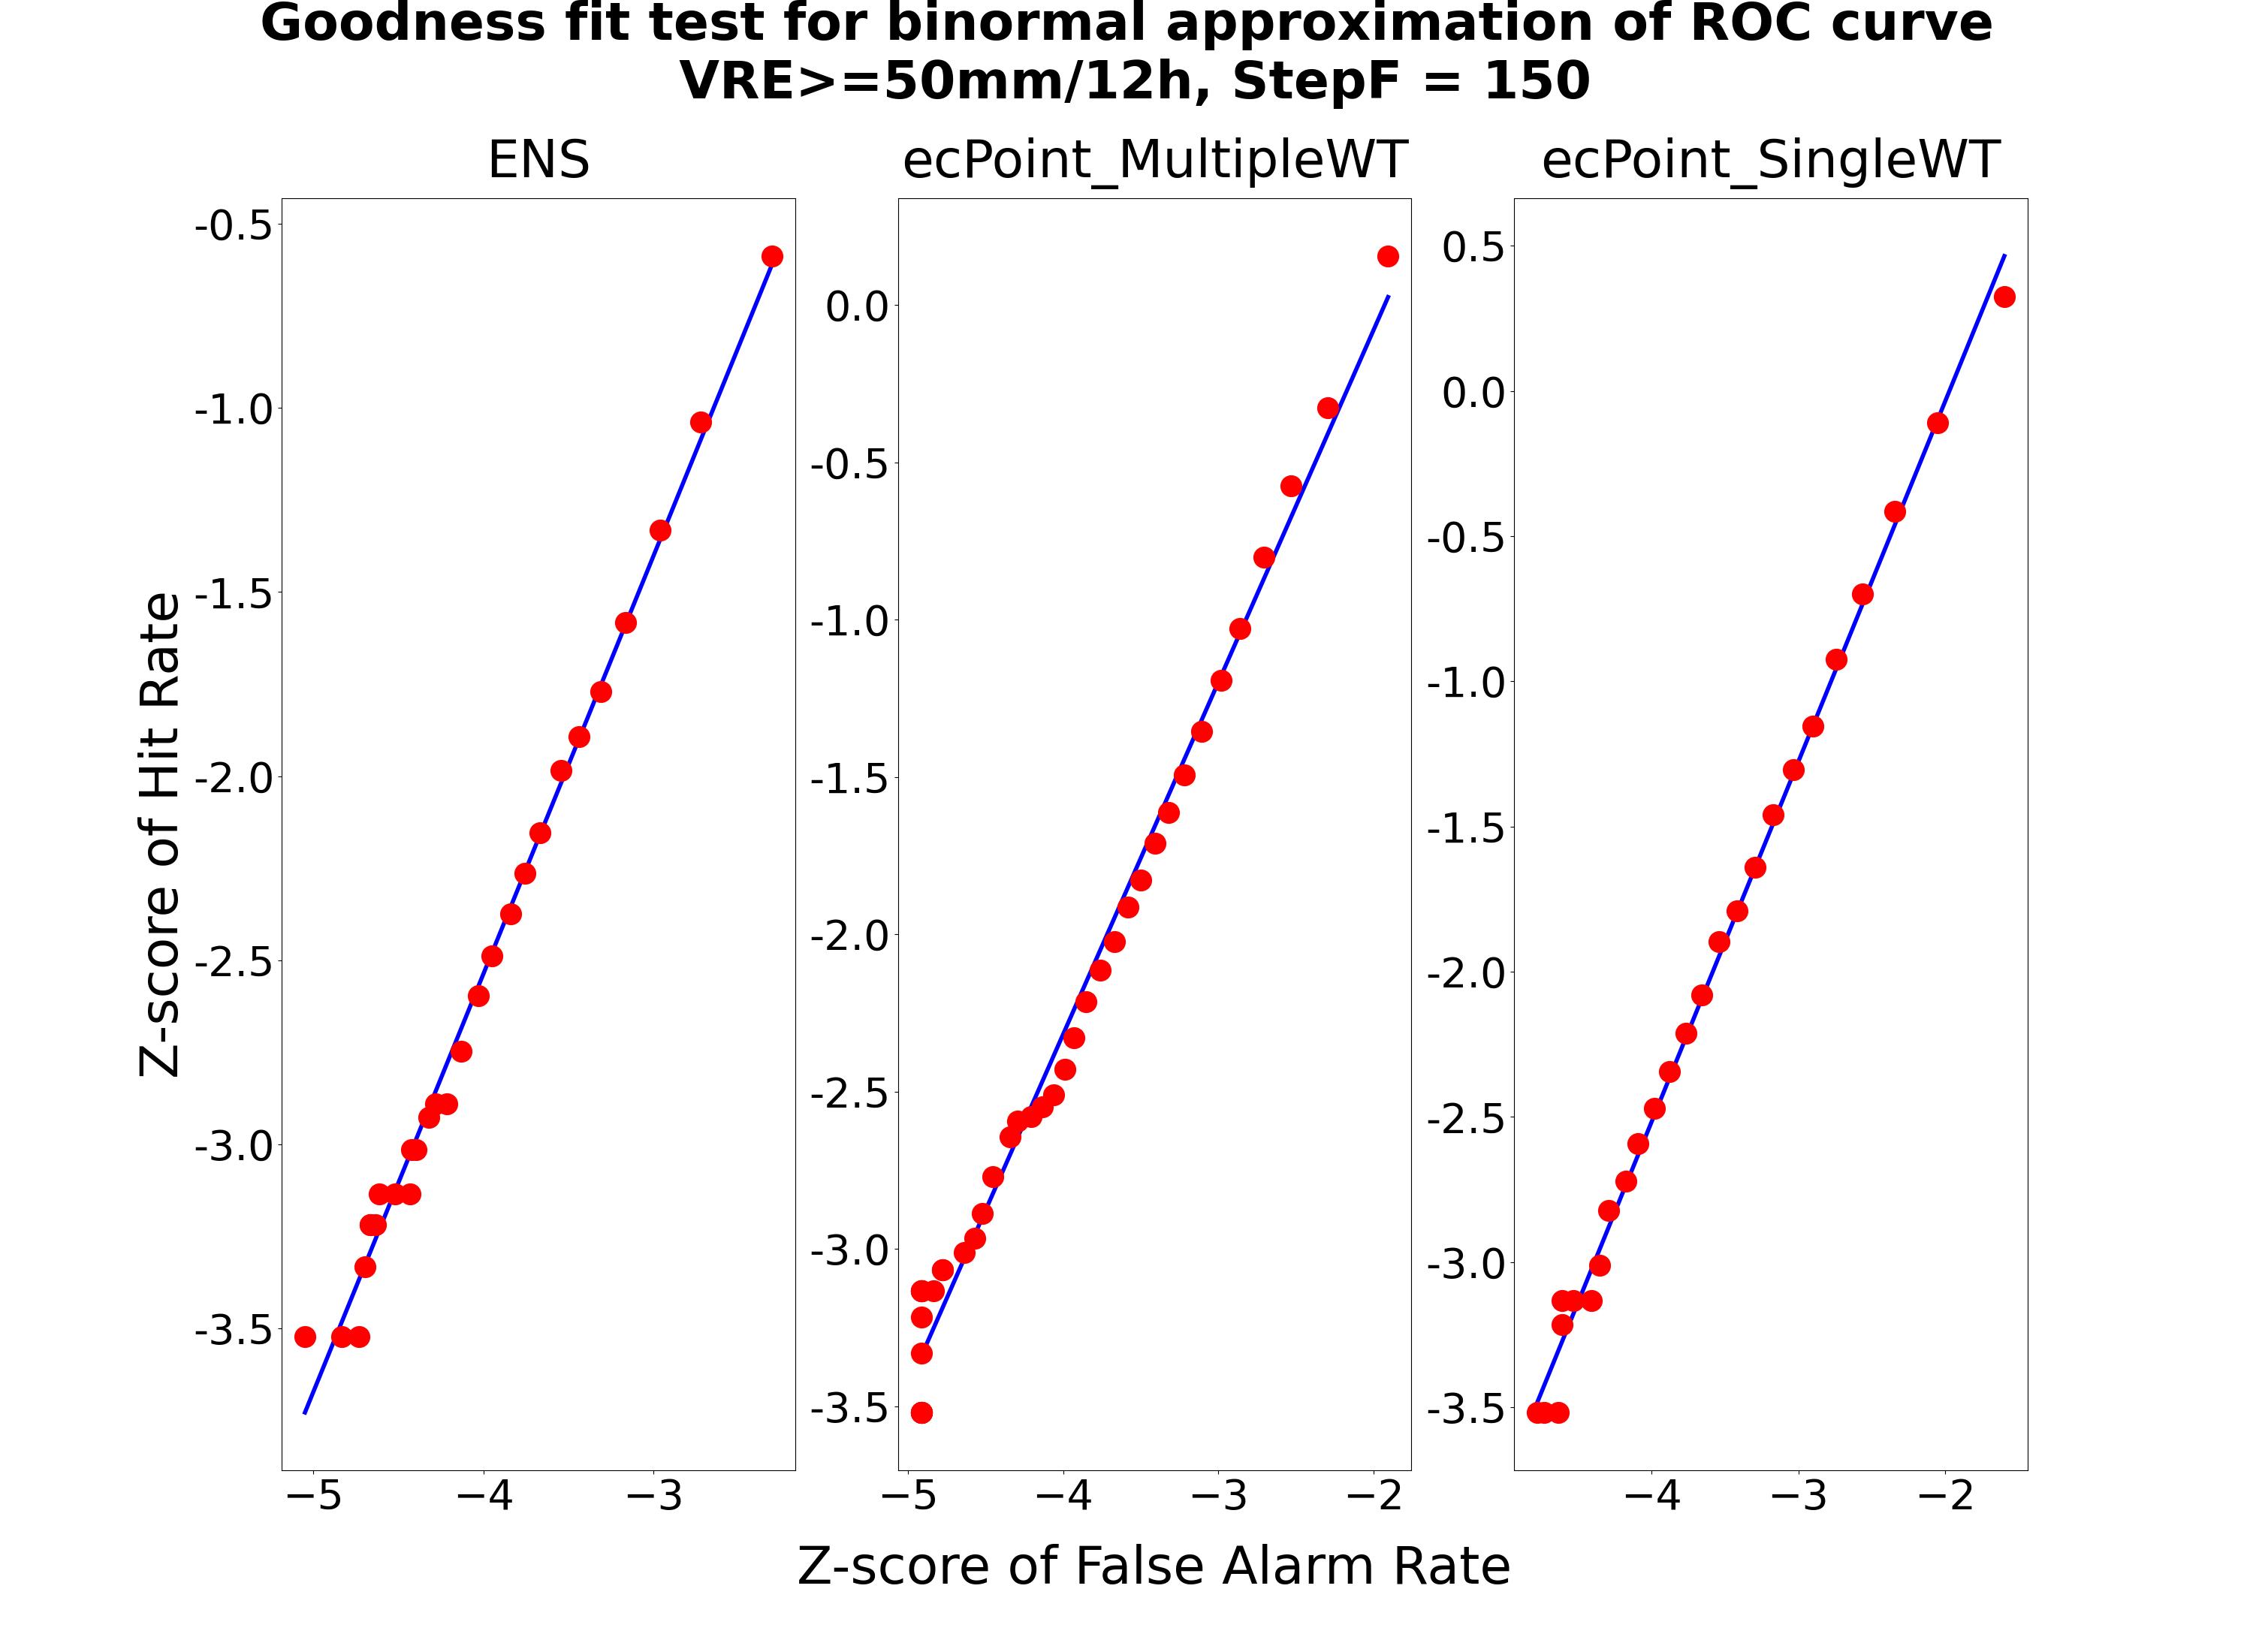 Goodness fit test for binormal approximation of ROC curve
VRE>=50mm/12h, StepF = 150
ENS
ecPoint_MultipleWT
ecPoint_SingleWT
Z-score of Hit Rate
-0.5
-1.0
-1.5
-2.0
-2.5
-3.0
-3.5
−5 −4 −3
0.0
-0.5
-1.0
-1.5
-2.0
-2.5
-3.0
-3.5
−5 −4 −3 −2
0.5
0.0
-0.5
-1.0
-1.5
-2.0
-2.5
-3.0
-3.5
−4 −3 −2
Z-score of False Alarm Rate